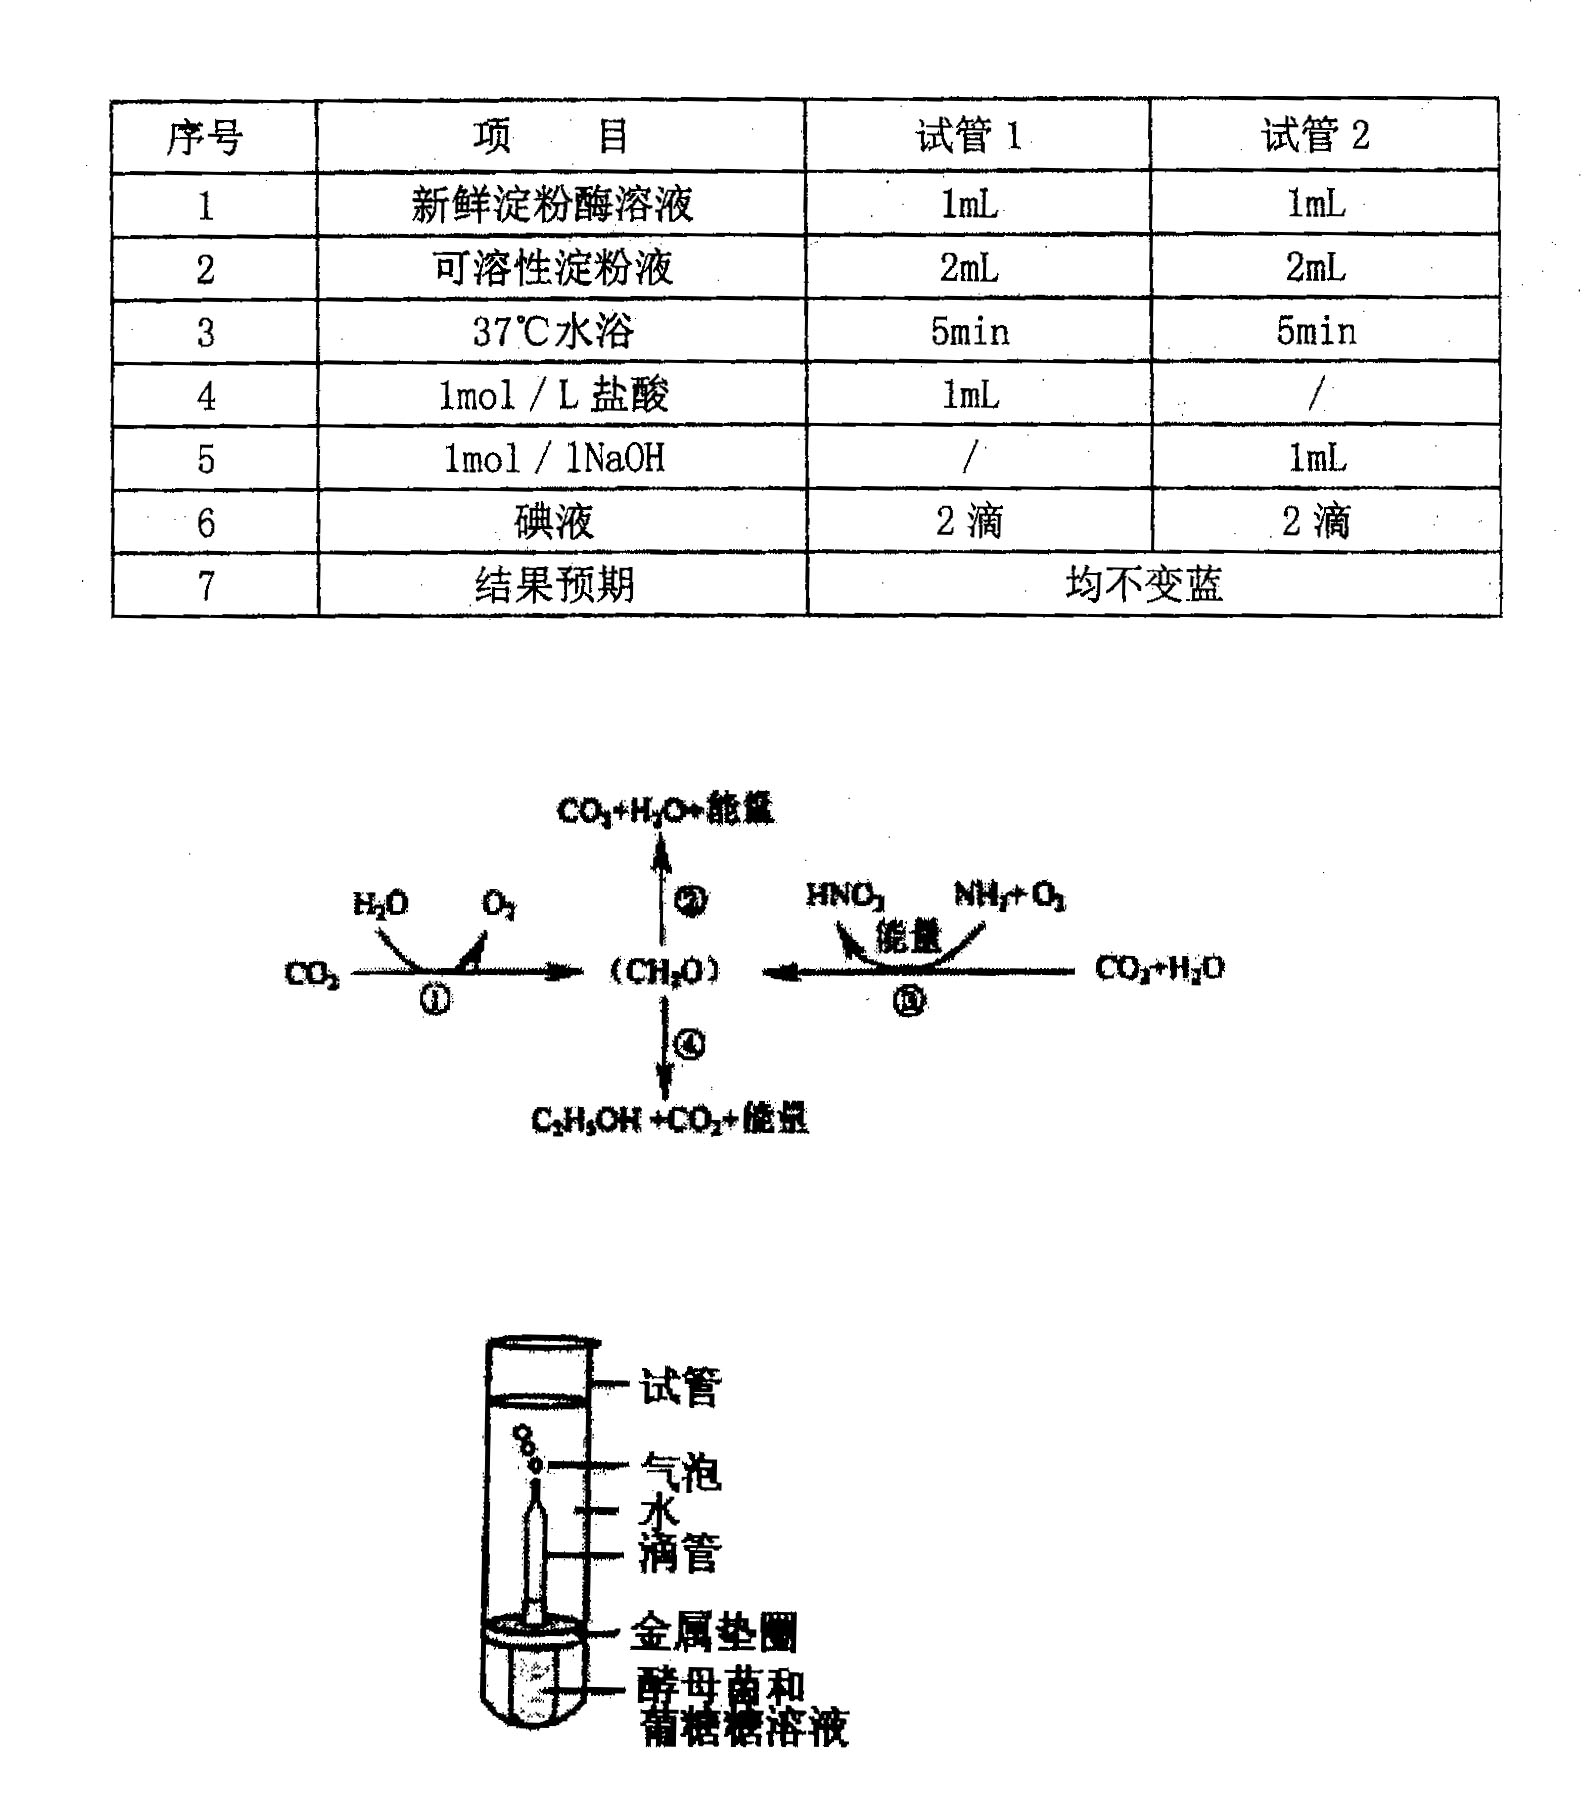 序号 项 目 试管1 试管2
1 新鲜淀粉酶溶液 1mL 1mL
2 可溶性淀粉液 2mL 2mL
3 37℃水浴 5min 5min
4 1mol/L盐酸 1mL /
5 1mol/lNaOH / 1mL
6 碘液 2滴 2滴
7 结果预期 均不变蓝
CO₂+H₂O+能量
②
H₂O O₂ HNO₂ NH₃+O₂
能量
CO₂ (CH₂O) CO₂+H₂O
① ③
④
C₂H₅OH+CO₂+能量
试管
气泡
水
滴管
金属垫圈
酵母菌和
葡糖糖溶液